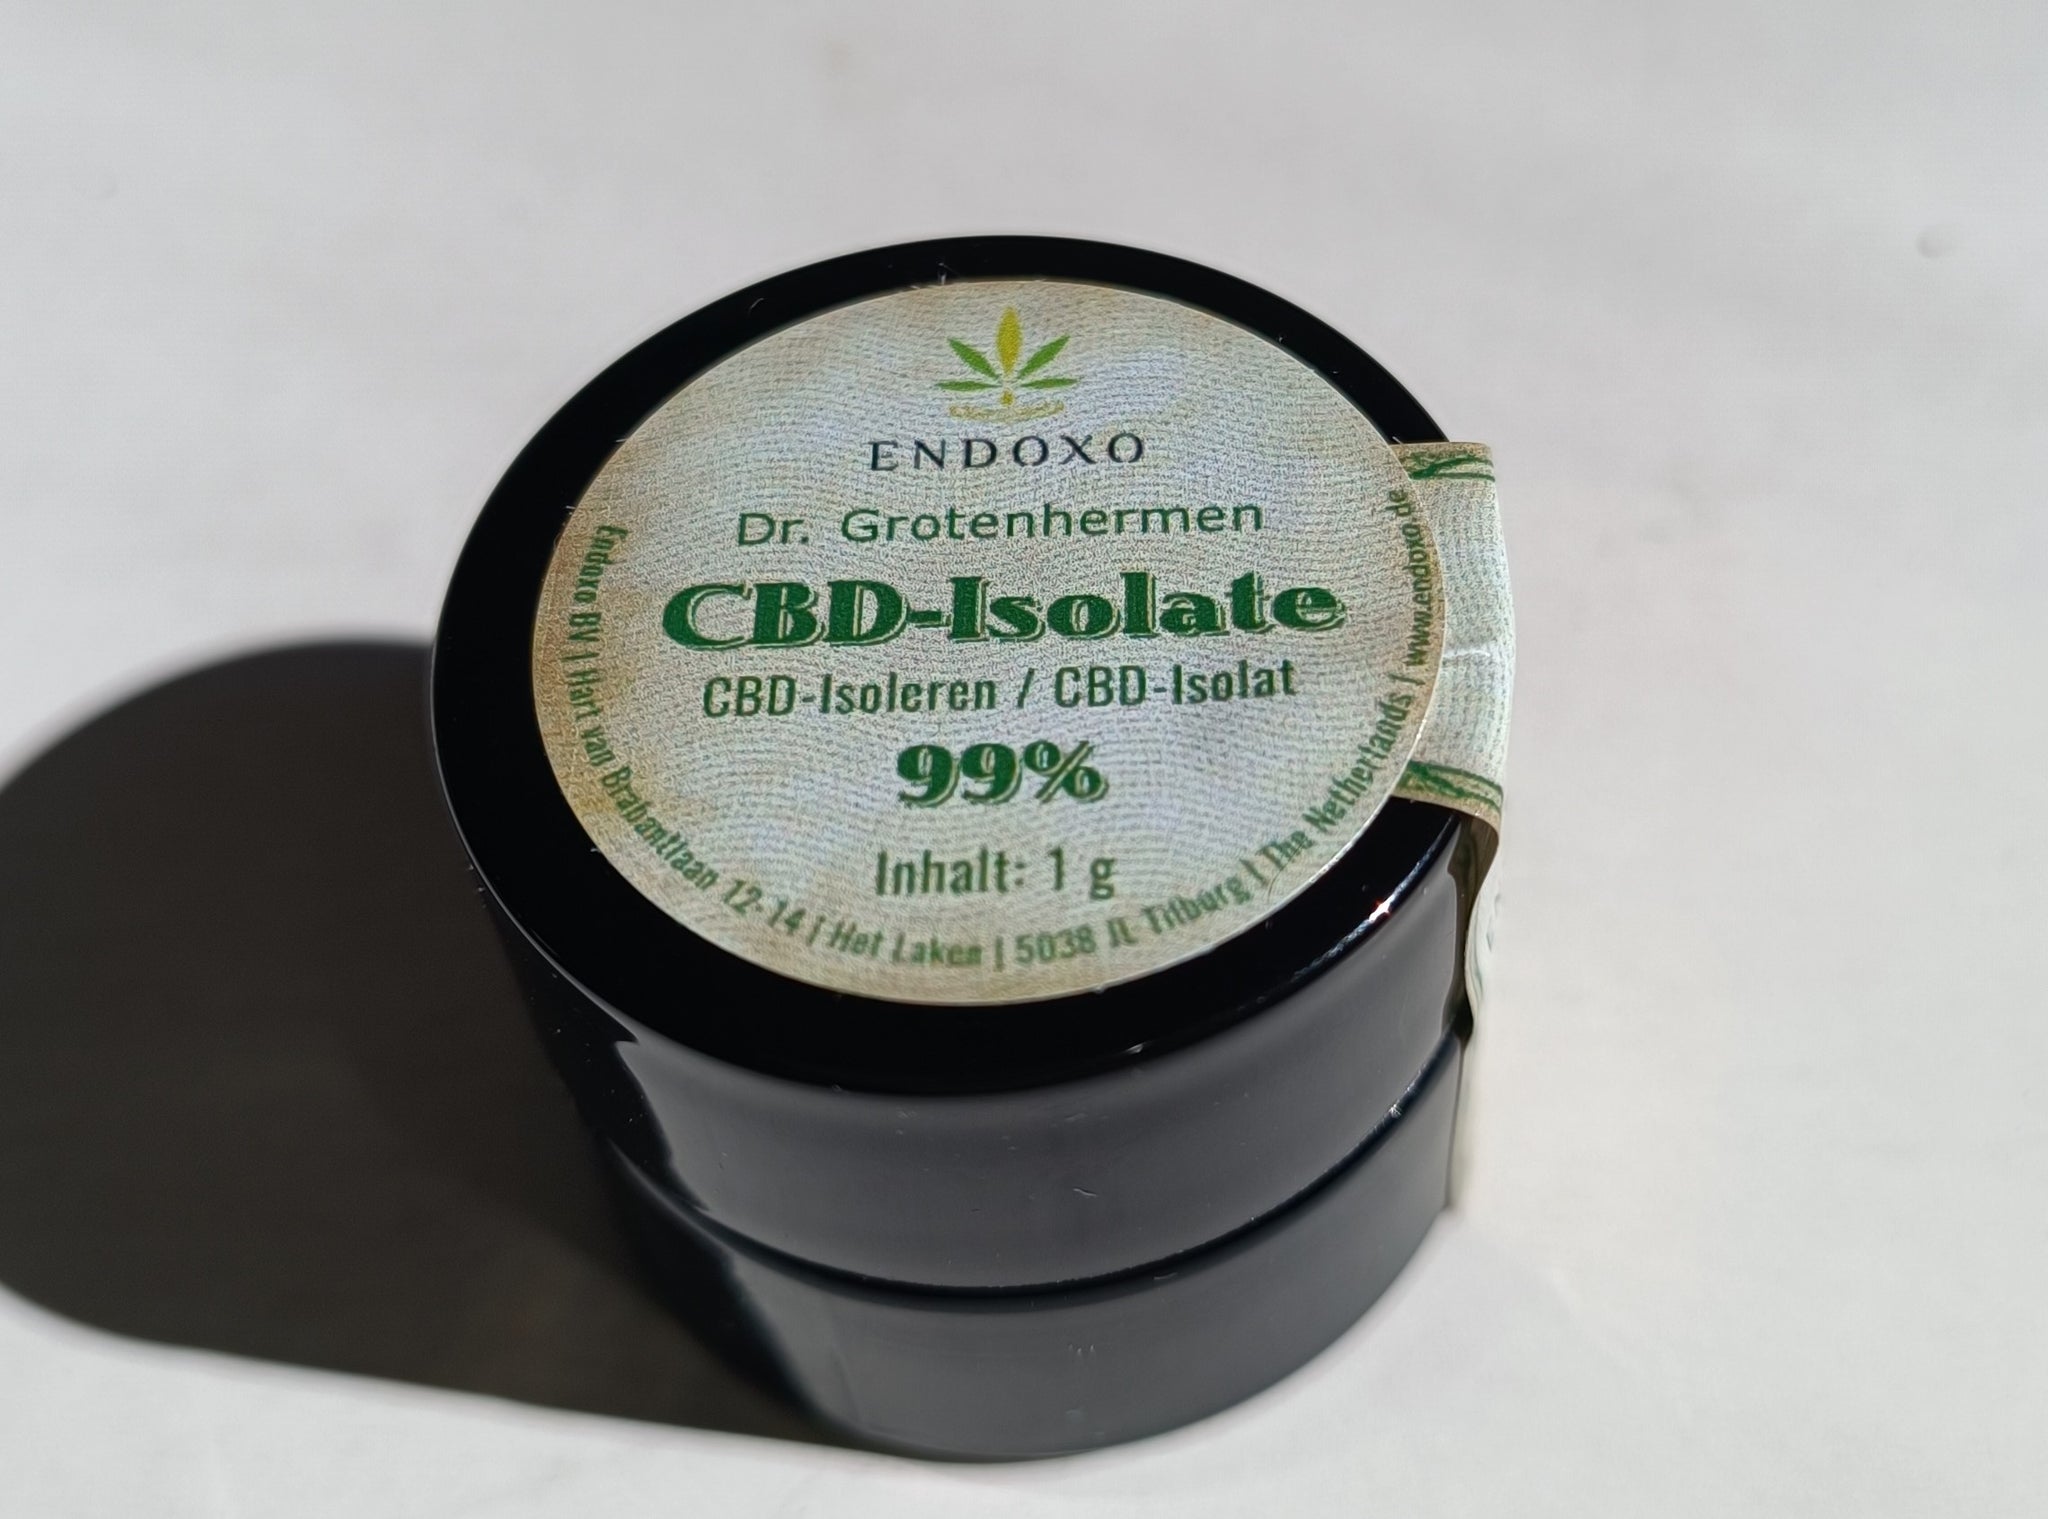 ENDOXO
Dr. Grotenhermen
CBD-Isolate
CBD-Isoleren / CBD-Isolat
99%
Inhalt: 1 g
Endoxo BV | Hart van Brabantlaan 12-14 | Het Laken | 5038 JL Tilburg | The Netherlands | www.endoxo.de